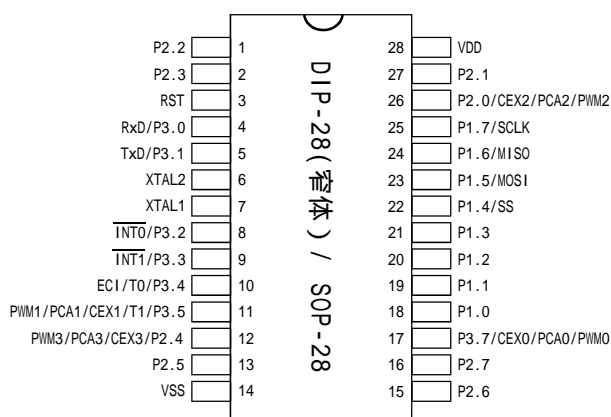 P2.2 1 28 VDD
P2.3 2 27 P2.1
RST 3 26 P2.0/CEX2/PCA2/PWM2
RxD/P3.0 4 25 P1.7/SCLK
TxD/P3.1 5 24 P1.6/MISO
XTAL2 6 23 P1.5/MOSI
XTAL1 7 22 P1.4/SS
INT0/P3.2 8 21 P1.3
INT1/P3.3 9 20 P1.2
ECI/T0/P3.4 10 19 P1.1
PWM1/PCA1/CEX1/T1/P3.5 11 18 P1.0
PWM3/PCA3/CEX3/P2.4 12 17 P3.7/CEX0/PCA0/PWM0
P2.5 13 16 P2.7
VSS 14 15 P2.6
DIP-28(窄体) / SOP-28